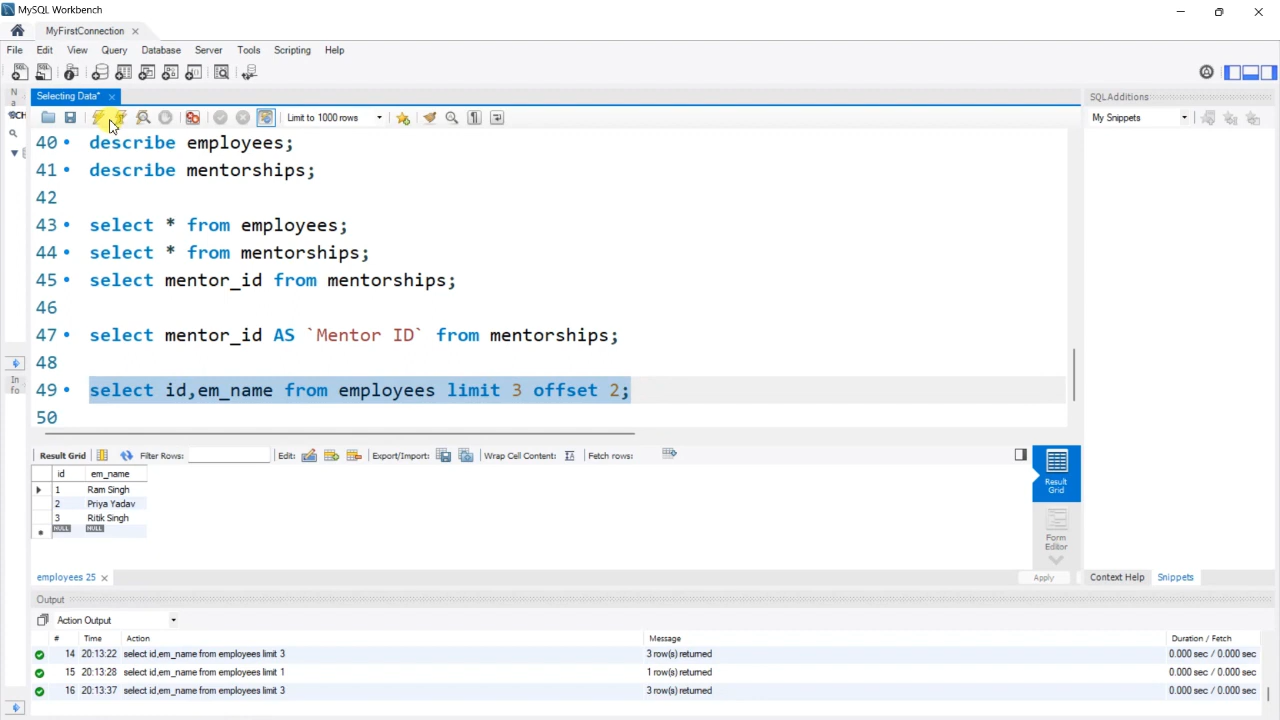 MySQL Workbench
MyFirstConnection
File Edit View Query Database Server Tools Scripting Help
Selecting Data*
SQLAdditions
Limit to 1000 rows
My Snippets
40 describe employees;
41 describe mentorships;
42
43 select * from employees;
44 select * from mentorships;
45 select mentor_id from mentorships;
46
47 select mentor_id AS `Mentor ID` from mentorships;
48
49 select id,em_name from employees limit 3 offset 2;
50
Result Grid Filter Rows: Edit: Export/Import: Wrap Cell Content: Fetch rows:
id em_name
1 Ram Singh
2 Priya Yadav
3 Ritik Singh
NULL NULL
Result Grid
Form Editor
employees 25
Apply
Context Help Snippets
Output
Action Output
# Time Action Message Duration / Fetch
14 20:13:22 select id,em_name from employees limit 3 3 row(s) returned 0.000 sec / 0.000 sec
15 20:13:28 select id,em_name from employees limit 1 1 row(s) returned 0.000 sec / 0.000 sec
16 20:13:37 select id,em_name from employees limit 3 3 row(s) returned 0.000 sec / 0.000 sec